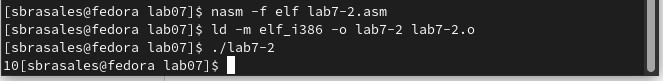 [sbrasales@fedora lab07]$ nasm -f elf lab7-2.asm
[sbrasales@fedora lab07]$ ld -m elf_i386 -o lab7-2 lab7-2.o
[sbrasales@fedora lab07]$ ./lab7-2
10[sbrasales@fedora lab07]$